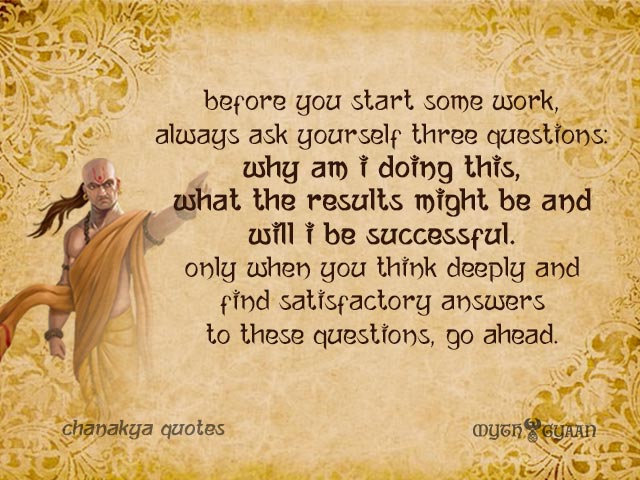 before you start some work,
always ask yourself three questions:
why am i doing this,
what the results might be and
will i be successful.
only when you think deeply and
find satisfactory answers
to these questions, go ahead.
chanakya quotes
MYTH GYAAN